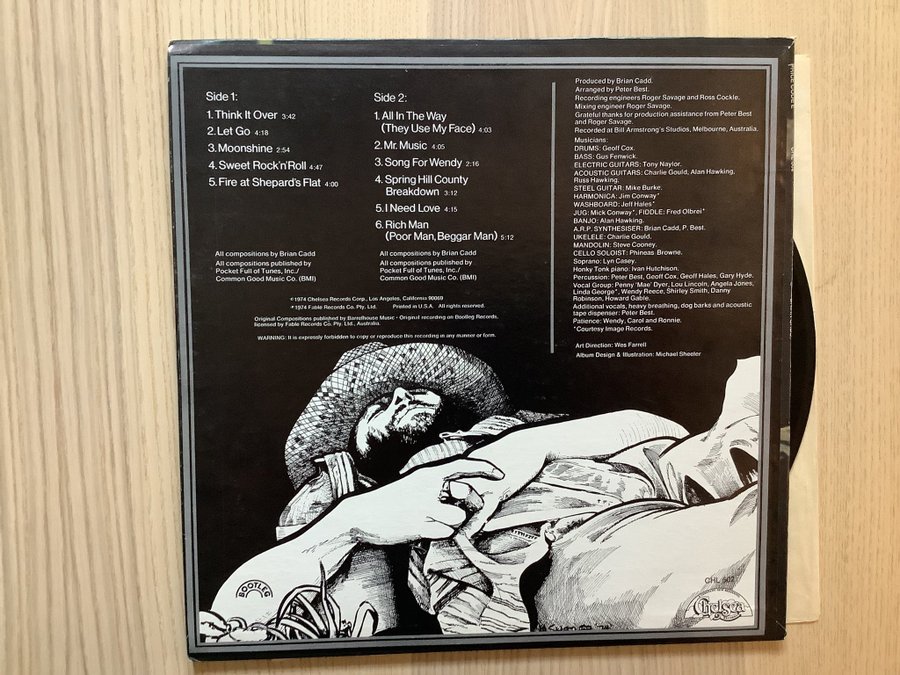 Side 1:
1. Think It Over 3:42
2. Let Go 4:18
3. Moonshine 2:54
4. Sweet Rock'n'Roll 4:47
5. Fire at Shepard's Flat 4:00
All compositions by Brian Cadd
All compositions published by
Pocket Full of Tunes, Inc./
Common Good Music Co. (BMI)
Side 2:
1. All In The Way
(They Use My Face) 4:03
2. Mr. Music 4:05
3. Song For Wendy 2:16
4. Spring Hill County
Breakdown 3:12
5. I Need Love 4:15
6. Rich Man
(Poor Man, Beggar Man) 5:12
All compositions by Brian Cadd
All compositions published by
Pocket Full of Tunes, Inc./
Common Good Music Co. (BMI)
©1974 Chelsea Records Corp., Los Angeles, California 90069
℗1974 Fable Records Co. Pty. Ltd. Printed in U.S.A. All rights reserved.
Original Compositions published by Barrelhouse Music - Original recording on Bootleg Records,
licensed by Fable Records Co. Pty. Ltd., Australia.
WARNING: It is expressly forbidden to copy or reproduce this recording in any manner or form.
Produced by Brian Cadd.
Arranged by Peter Best.
Recording engineers Roger Savage and Ross Cockle.
Mixing engineer Roger Savage.
Grateful thanks for production assistance from Peter Best
and Roger Savage.
Recorded at Bill Armstrong's Studios, Melbourne, Australia.
Musicians:
DRUMS: Geoff Cox.
BASS: Gus Fenwick.
ELECTRIC GUITARS: Tony Naylor.
ACOUSTIC GUITARS: Charlie Gould, Alan Hawking,
Russ Hawking.
STEEL GUITAR: Mike Burke.
HARMONICA: Jim Conway*
WASHBOARD: Jeff Hales*
JUG: Mick Conway*, FIDDLE: Fred Olbrei*
BANJO: Alan Hawking.
A.R.P. SYNTHESISER: Brian Cadd, P. Best.
UKELELE: Charlie Gould.
MANDOLIN: Steve Cooney.
CELLO SOLOIST: Phineas Browne.
Soprano: Lyn Casey.
Honky Tonk piano: Ivan Hutchison.
Percussion: Peter Best, Geoff Cox, Geoff Hales, Gary Hyde.
Vocal Group: Penny 'Mae' Dyer, Lou Lincoln, Angela Jones,
Linda George*, Wendy Reece, Shirley Smith, Danny
Robinson, Howard Gable.
Additional vocals, heavy breathing, dog barks and acoustic
tape dispenser: Peter Best.
Patience: Wendy, Carol and Ronnie.
*Courtesy Image Records.
Art Direction: Wes Farrell
Album Design & Illustration: Michael Sheeler
BOOTLEG
CHL 502
Chelsea